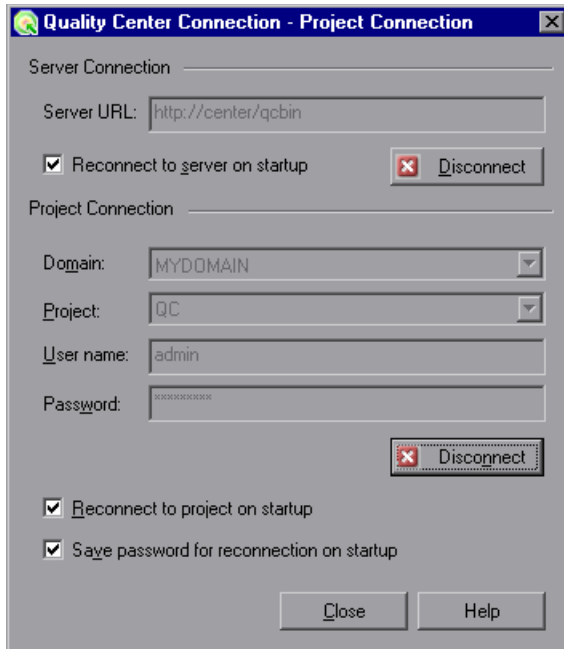 Quality Center Connection - Project Connection
Server Connection
Server URL: http://center/qcbin
Reconnect to server on startup
Disconnect
Project Connection
Domain: MYDOMAIN
Project: QC
User name: admin
Password: *********
Disconnect
Reconnect to project on startup
Save password for reconnection on startup
Close Help